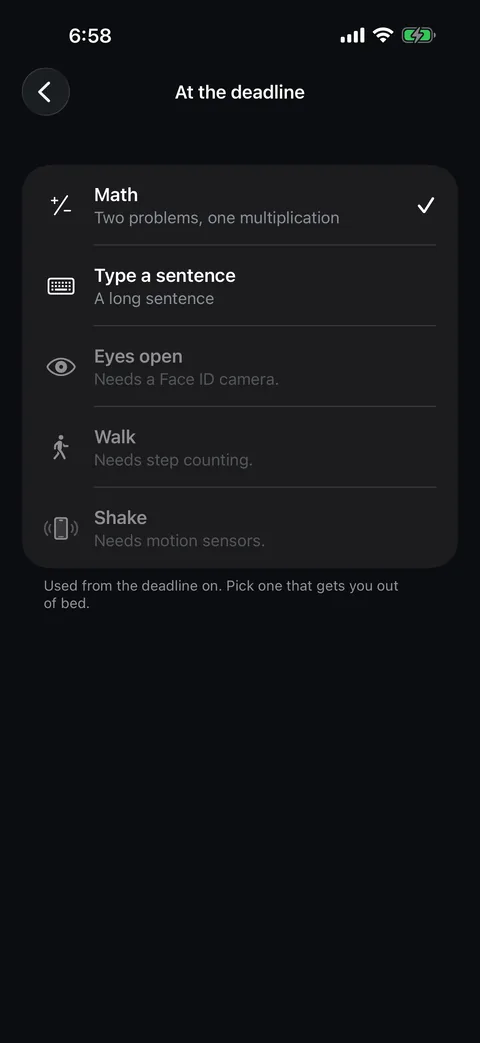 6:58
At the deadline
Math
Two problems, one multiplication
Type a sentence
A long sentence
Eyes open
Needs a Face ID camera.
Walk
Needs step counting.
Shake
Needs motion sensors.
Used from the deadline on. Pick one that gets you out
of bed.